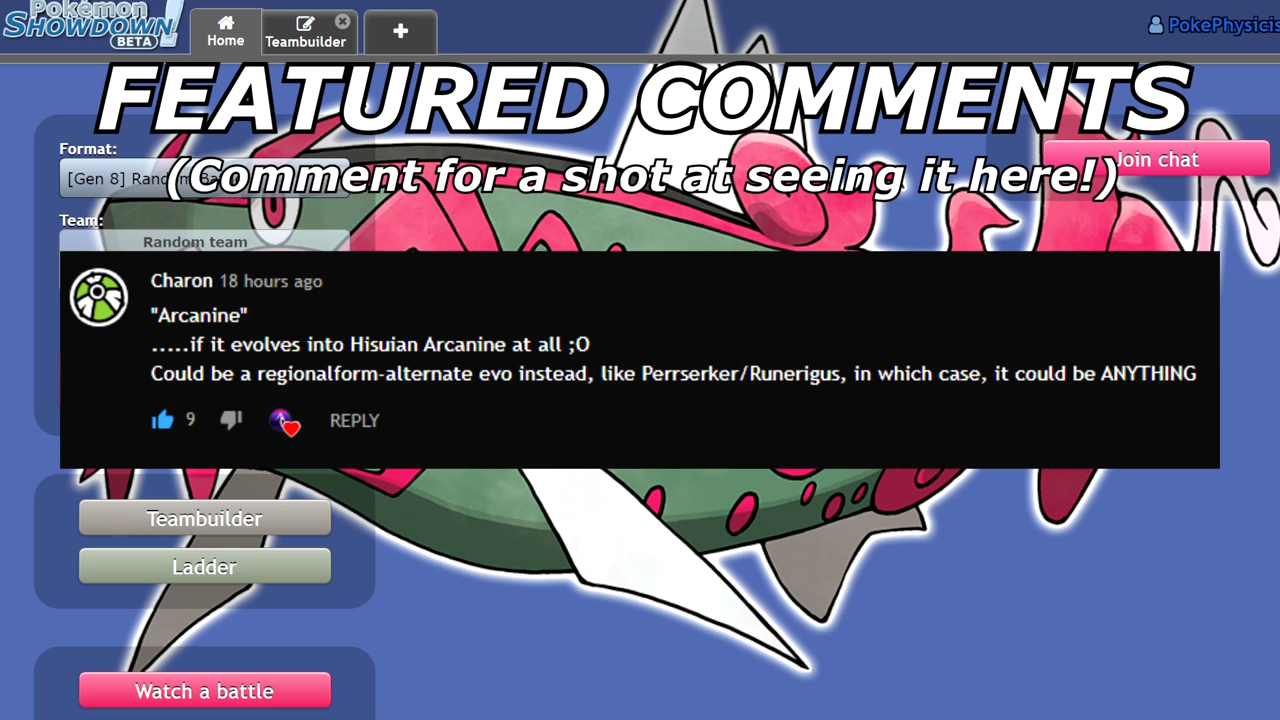 Pokémon
SHOWDOWN!
BETA
Home
Teambuilder
PokePhysicis
FEATURED COMMENTS
(Comment for a shot at seeing it here!)
Format:
[Gen 8] Random Ba
Join chat
Team:
Random team
Charon 18 hours ago
"Arcanine"
.....if it evolves into Hisuian Arcanine at all ;O
Could be a regionalform-alternate evo instead, like Perrserker/Runerigus, in which case, it could be ANYTHING
9 REPLY
Teambuilder
Ladder
Watch a battle